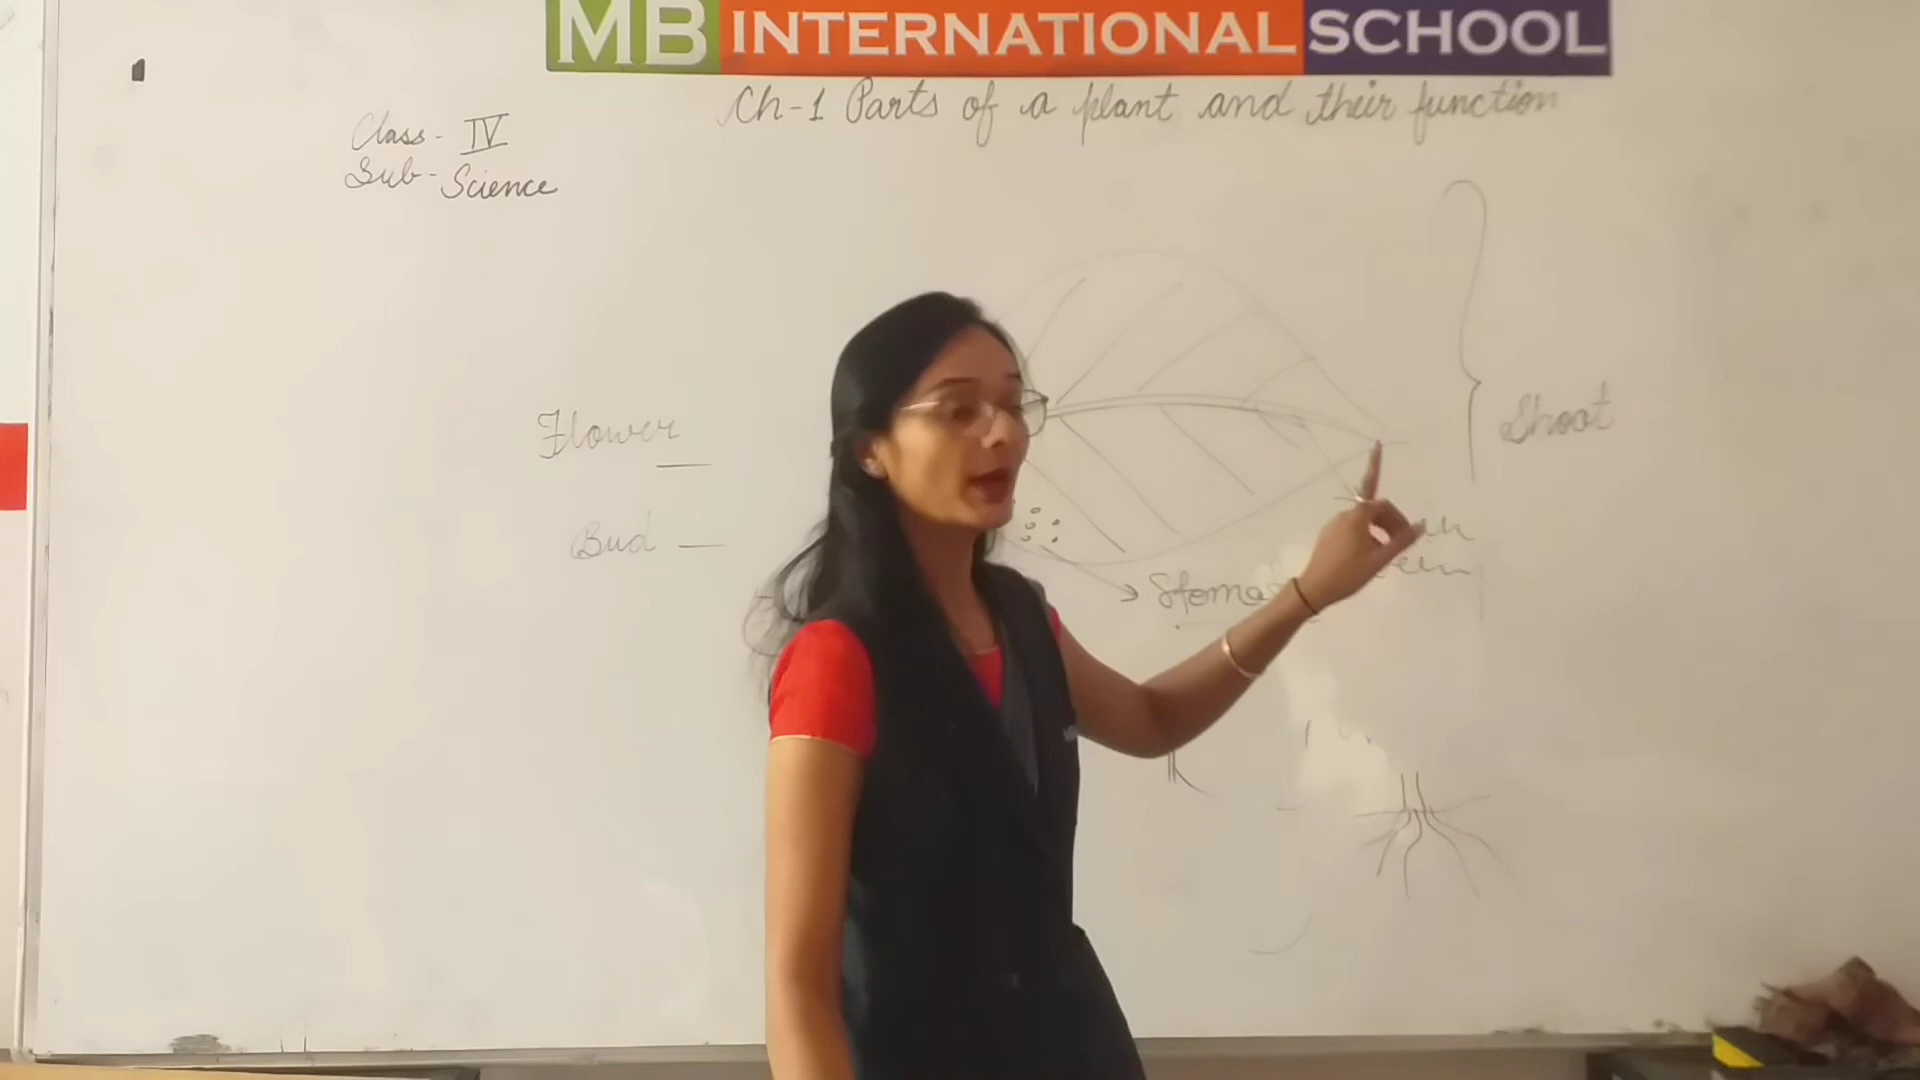 MB INTERNATIONAL SCHOOL
Ch-1 Parts of a plant and their function
Class - IV
Sub - Science
Flower
Shoot
Bud